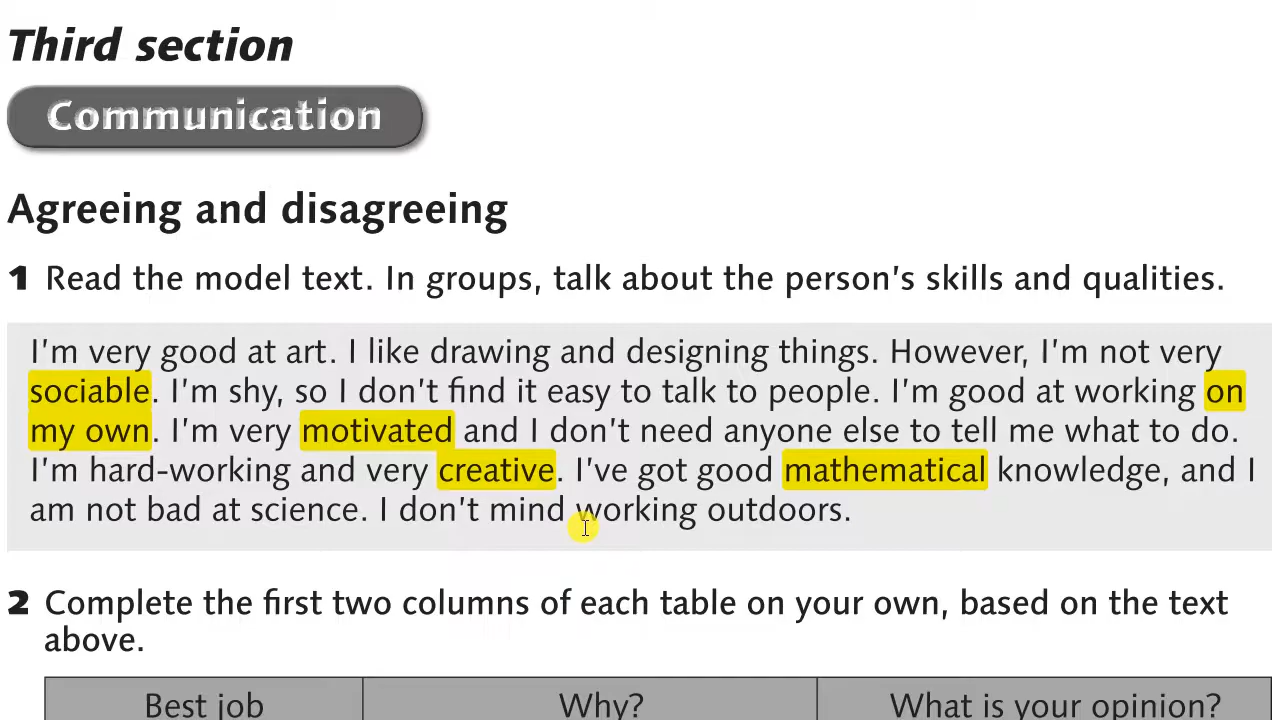 Third section
Communication
Agreeing and disagreeing
1 Read the model text. In groups, talk about the person's skills and qualities.
I'm very good at art. I like drawing and designing things. However, I'm not very
sociable. I'm shy, so I don't find it easy to talk to people. I'm good at working on
my own. I'm very motivated and I don't need anyone else to tell me what to do.
I'm hard-working and very creative. I've got good mathematical knowledge, and I
am not bad at science. I don't mind working outdoors.
2 Complete the first two columns of each table on your own, based on the text
above.
Best job Why? What is your opinion?